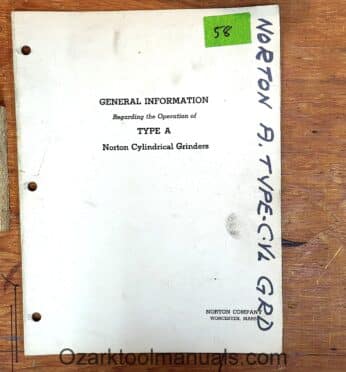 58
GENERAL INFORMATION
Regarding the Operation of
TYPE A
Norton Cylindrical Grinders
NORTON COMPANY
WORCESTER, MASS.
NORTON A. TYPE-CYL GRD
Ozarktoolmanuals.com